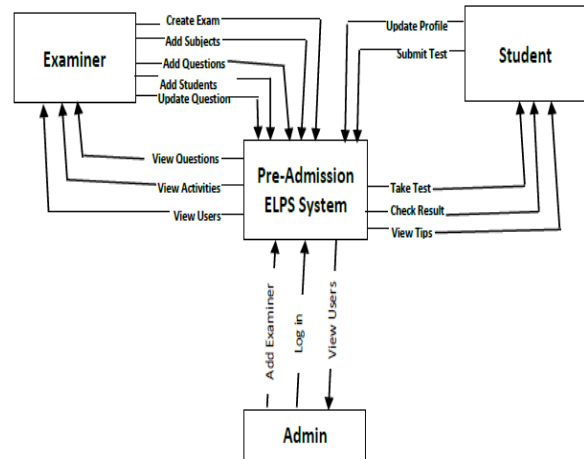 Create Exam
Add Subjects
Add Questions
Add Students
Update Question
Examiner
Update Profile
Submit Test
Student
View Questions
View Activities
View Users
Pre-Admission
ELPS System
Take Test
Check Result
View Tips
Add Examiner
Log in
View Users
Admin